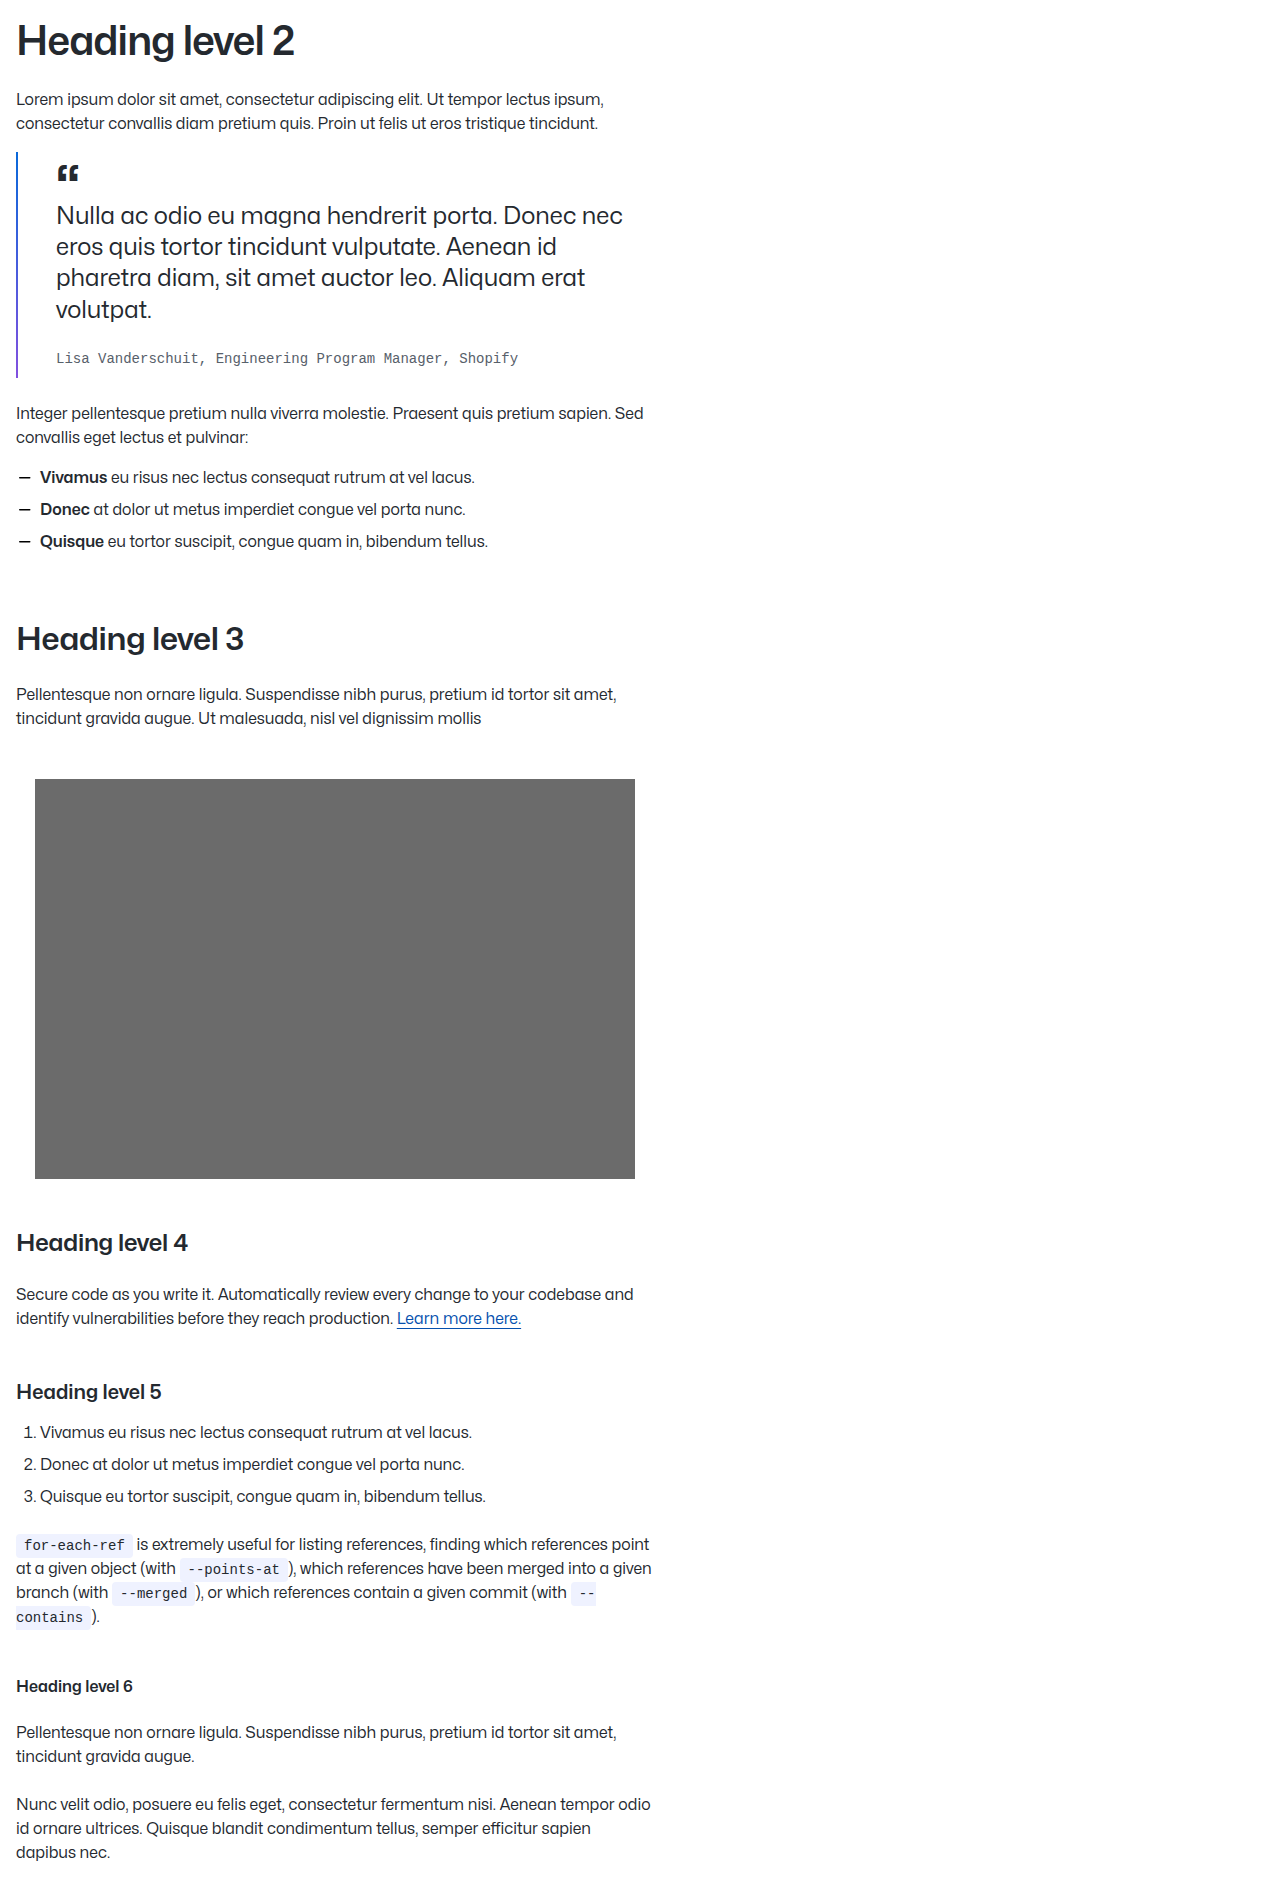 Heading level 2
Lorem ipsum dolor sit amet, consectetur adipiscing elit. Ut tempor lectus ipsum,
consectetur convallis diam pretium quis. Proin ut felis ut eros tristique tincidunt.
“
Nulla ac odio eu magna hendrerit porta. Donec nec
eros quis tortor tincidunt vulputate. Aenean id
pharetra diam, sit amet auctor leo. Aliquam erat
volutpat.
Lisa Vanderschuit, Engineering Program Manager, Shopify
Integer pellentesque pretium nulla viverra molestie. Praesent quis pretium sapien. Sed
convallis eget lectus et pulvinar:
— Vivamus eu risus nec lectus consequat rutrum at vel lacus.
— Donec at dolor ut metus imperdiet congue vel porta nunc.
— Quisque eu tortor suscipit, congue quam in, bibendum tellus.
Heading level 3
Pellentesque non ornare ligula. Suspendisse nibh purus, pretium id tortor sit amet,
tincidunt gravida augue. Ut malesuada, nisl vel dignissim mollis
Heading level 4
Secure code as you write it. Automatically review every change to your codebase and
identify vulnerabilities before they reach production. Learn more here.
Heading level 5
1. Vivamus eu risus nec lectus consequat rutrum at vel lacus.
2. Donec at dolor ut metus imperdiet congue vel porta nunc.
3. Quisque eu tortor suscipit, congue quam in, bibendum tellus.
for-each-ref is extremely useful for listing references, finding which references point
at a given object (with --points-at ), which references have been merged into a given
branch (with --merged ), or which references contain a given commit (with --
contains ).
Heading level 6
Pellentesque non ornare ligula. Suspendisse nibh purus, pretium id tortor sit amet,
tincidunt gravida augue.
Nunc velit odio, posuere eu felis eget, consectetur fermentum nisi. Aenean tempor odio
id ornare ultrices. Quisque blandit condimentum tellus, semper efficitur sapien
dapibus nec.